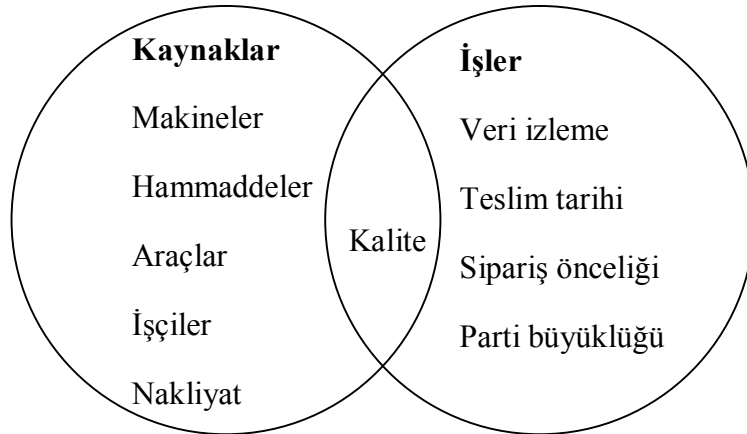 Kaynaklar
Makineler
Hammaddeler
Araçlar
İşçiler
Nakliyat
Kalite
İşler
Veri izleme
Teslim tarihi
Sipariş önceliği
Parti büyüklüğü